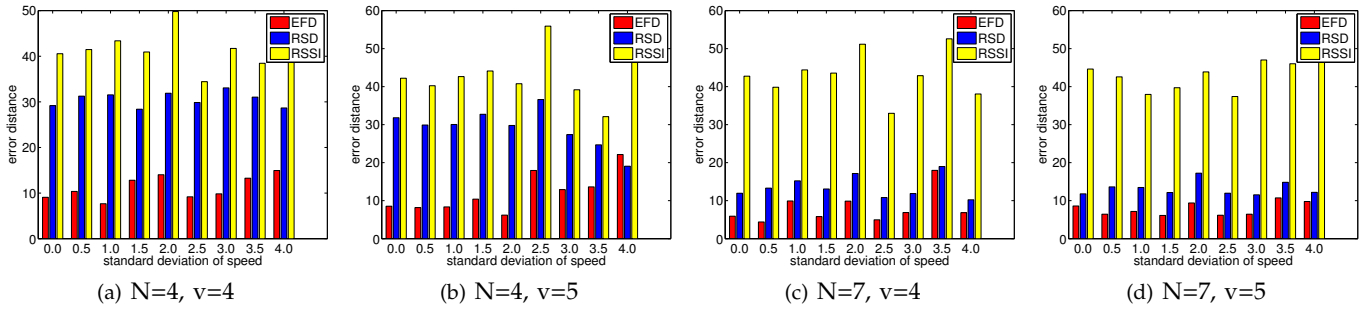 50
40
30
20
10
0
error distance
EFD
RSD
RSSI
0.0 0.5 1.0 1.5 2.0 2.5 3.0 3.5 4.0
standard deviation of speed
(a) N=4, v=4
60
50
40
30
20
10
0
error distance
EFD
RSD
RSSI
0.0 0.5 1.0 1.5 2.0 2.5 3.0 3.5 4.0
standard deviation of speed
(b) N=4, v=5
60
50
40
30
20
10
0
error distance
EFD
RSD
RSSI
0.0 0.5 1.0 1.5 2.0 2.5 3.0 3.5 4.0
standard deviation of speed
(c) N=7, v=4
60
50
40
30
20
10
0
error distance
EFD
RSD
RSSI
0.0 0.5 1.0 1.5 2.0 2.5 3.0 3.5 4.0
standard deviation of speed
(d) N=7, v=5